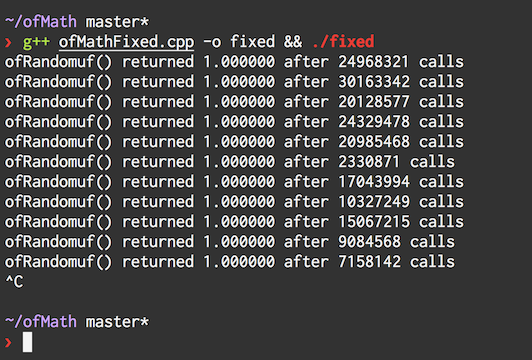 ~/ofMath master*
❯ g++ ofMathFixed.cpp -o fixed && ./fixed
ofRandomuf() returned 1.000000 after 24968321 calls
ofRandomuf() returned 1.000000 after 30163342 calls
ofRandomuf() returned 1.000000 after 20128577 calls
ofRandomuf() returned 1.000000 after 24329478 calls
ofRandomuf() returned 1.000000 after 20985468 calls
ofRandomuf() returned 1.000000 after 2330871 calls
ofRandomuf() returned 1.000000 after 17043994 calls
ofRandomuf() returned 1.000000 after 10327249 calls
ofRandomuf() returned 1.000000 after 15067215 calls
ofRandomuf() returned 1.000000 after 9084568 calls
ofRandomuf() returned 1.000000 after 7158142 calls
^C
~/ofMath master*
❯